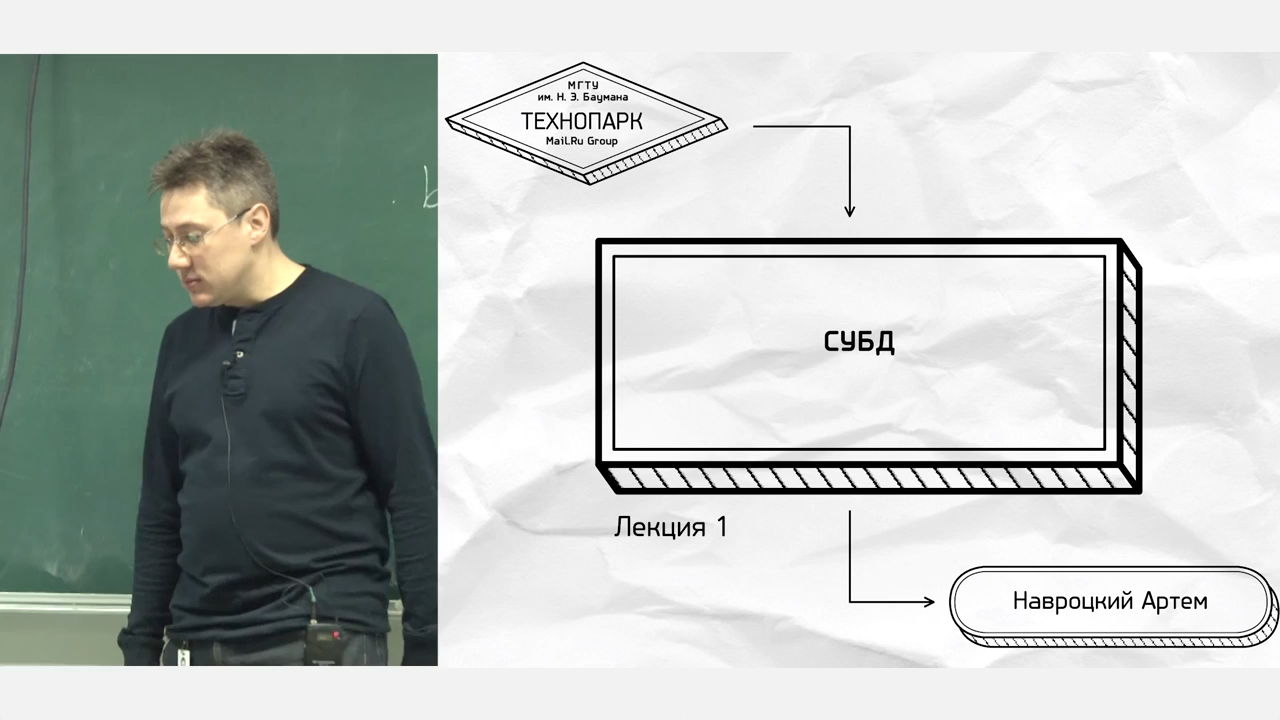 МГТУ
им. Н. Э. Баумана
ТЕХНОПАРК
Mail.Ru Group
СУБД
Лекция 1
Навроцкий Артем